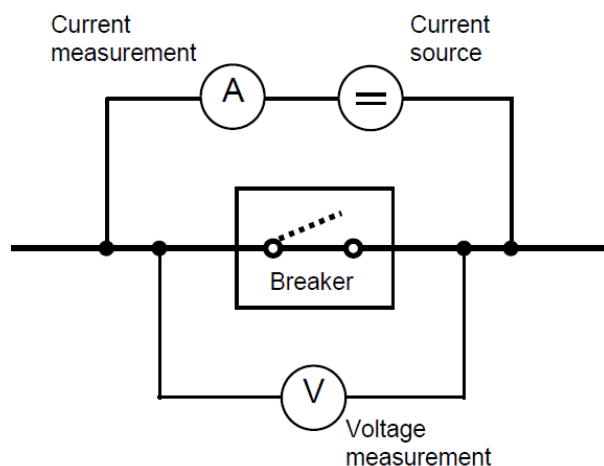 Current
measurement
Current
source
A
=
Breaker
V
Voltage
measurement